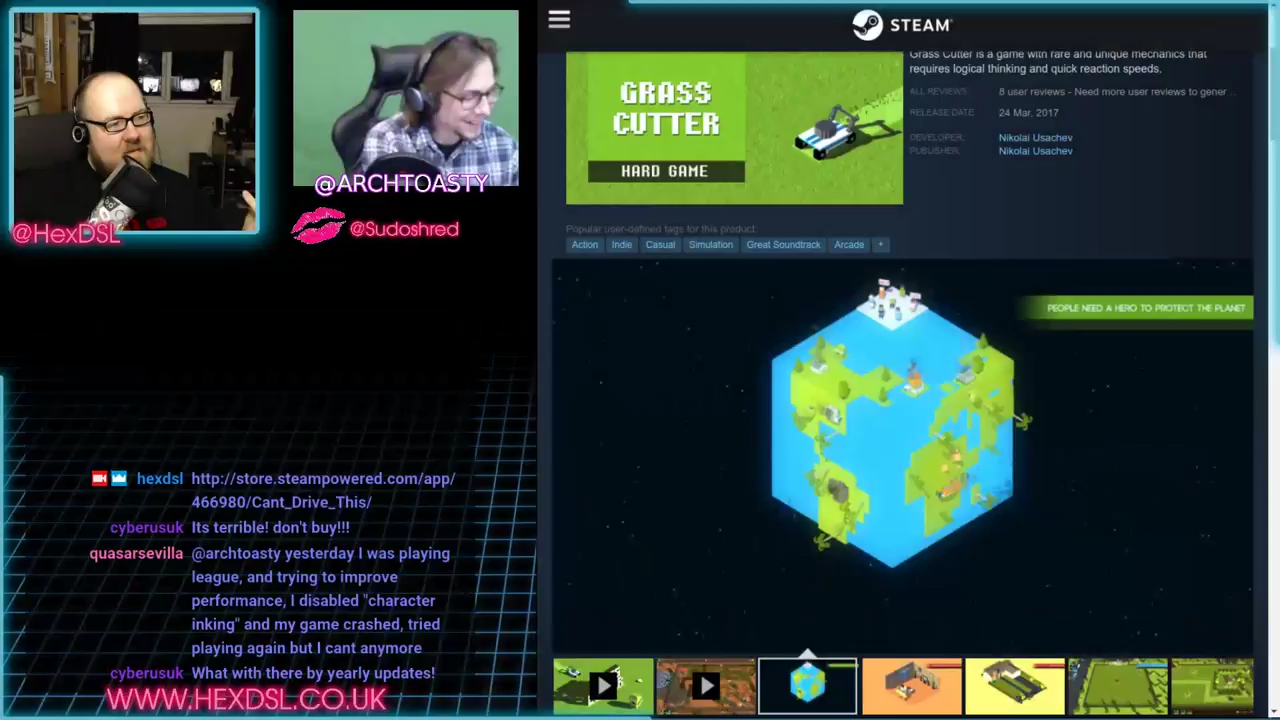 STEAM
Grass Cutter is a game with rare and unique mechanics that
requires logical thinking and quick reaction speeds.
GRASS
CUTTER
HARD GAME
ALL REVIEWS: 8 user reviews - Need more user reviews to gener ...
RELEASE DATE: 24 Mar, 2017
DEVELOPER: Nikolai Usachev
PUBLISHER: Nikolai Usachev
@ARCHTOASTY
@HexDSL
@Sudoshred
Popular user-defined tags for this product:
Action Indie Casual Simulation Great Soundtrack Arcade +
PEOPLE NEED A HERO TO PROTECT THE PLANET
hexdsl http://store.steampowered.com/app/
466980/Cant_Drive_This/
cyberusuk Its terrible! don't buy!!!
quasarsevilla @archtoasty yesterday I was playing
league, and trying to improve
performance, I disabled "character
inking" and my game crashed, tried
playing again but I cant anymore
cyberusuk What with there by yearly updates!
WWW.HEXDSL.CO.UK